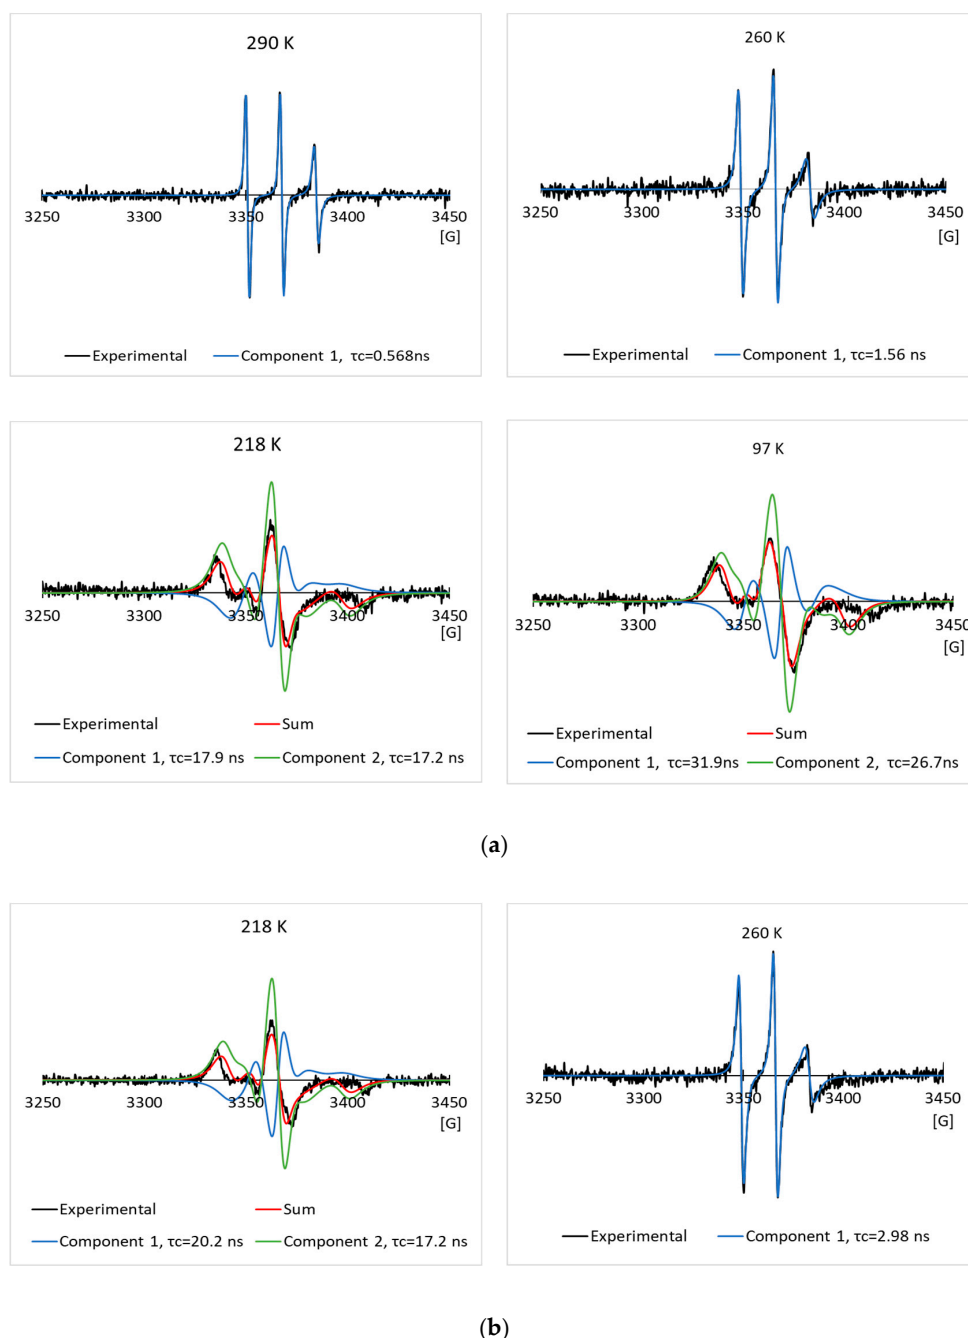 290 K
3250 3300 3350 3400 3450
[G]
Experimental Component 1, τc=0.568ns
260 K
3250 3300 3350 3400 3450
[G]
Experimental Component 1, τc=1.56 ns
218 K
3250 3300 3350 3400 3450
[G]
Experimental Sum
Component 1, τc=17.9 ns Component 2, τc=17.2 ns
97 K
3250 3300 3350 3400 3450
[G]
Experimental Sum
Component 1, τc=31.9ns Component 2, τc=26.7ns
(a)
218 K
3250 3300 3350 3400 3450
[G]
Experimental Sum
Component 1, τc=20.2 ns Component 2, τc=17.2 ns
260 K
3250 3300 3350 3400 3450
[G]
Experimental Component 1, τc=2.98 ns
(b)